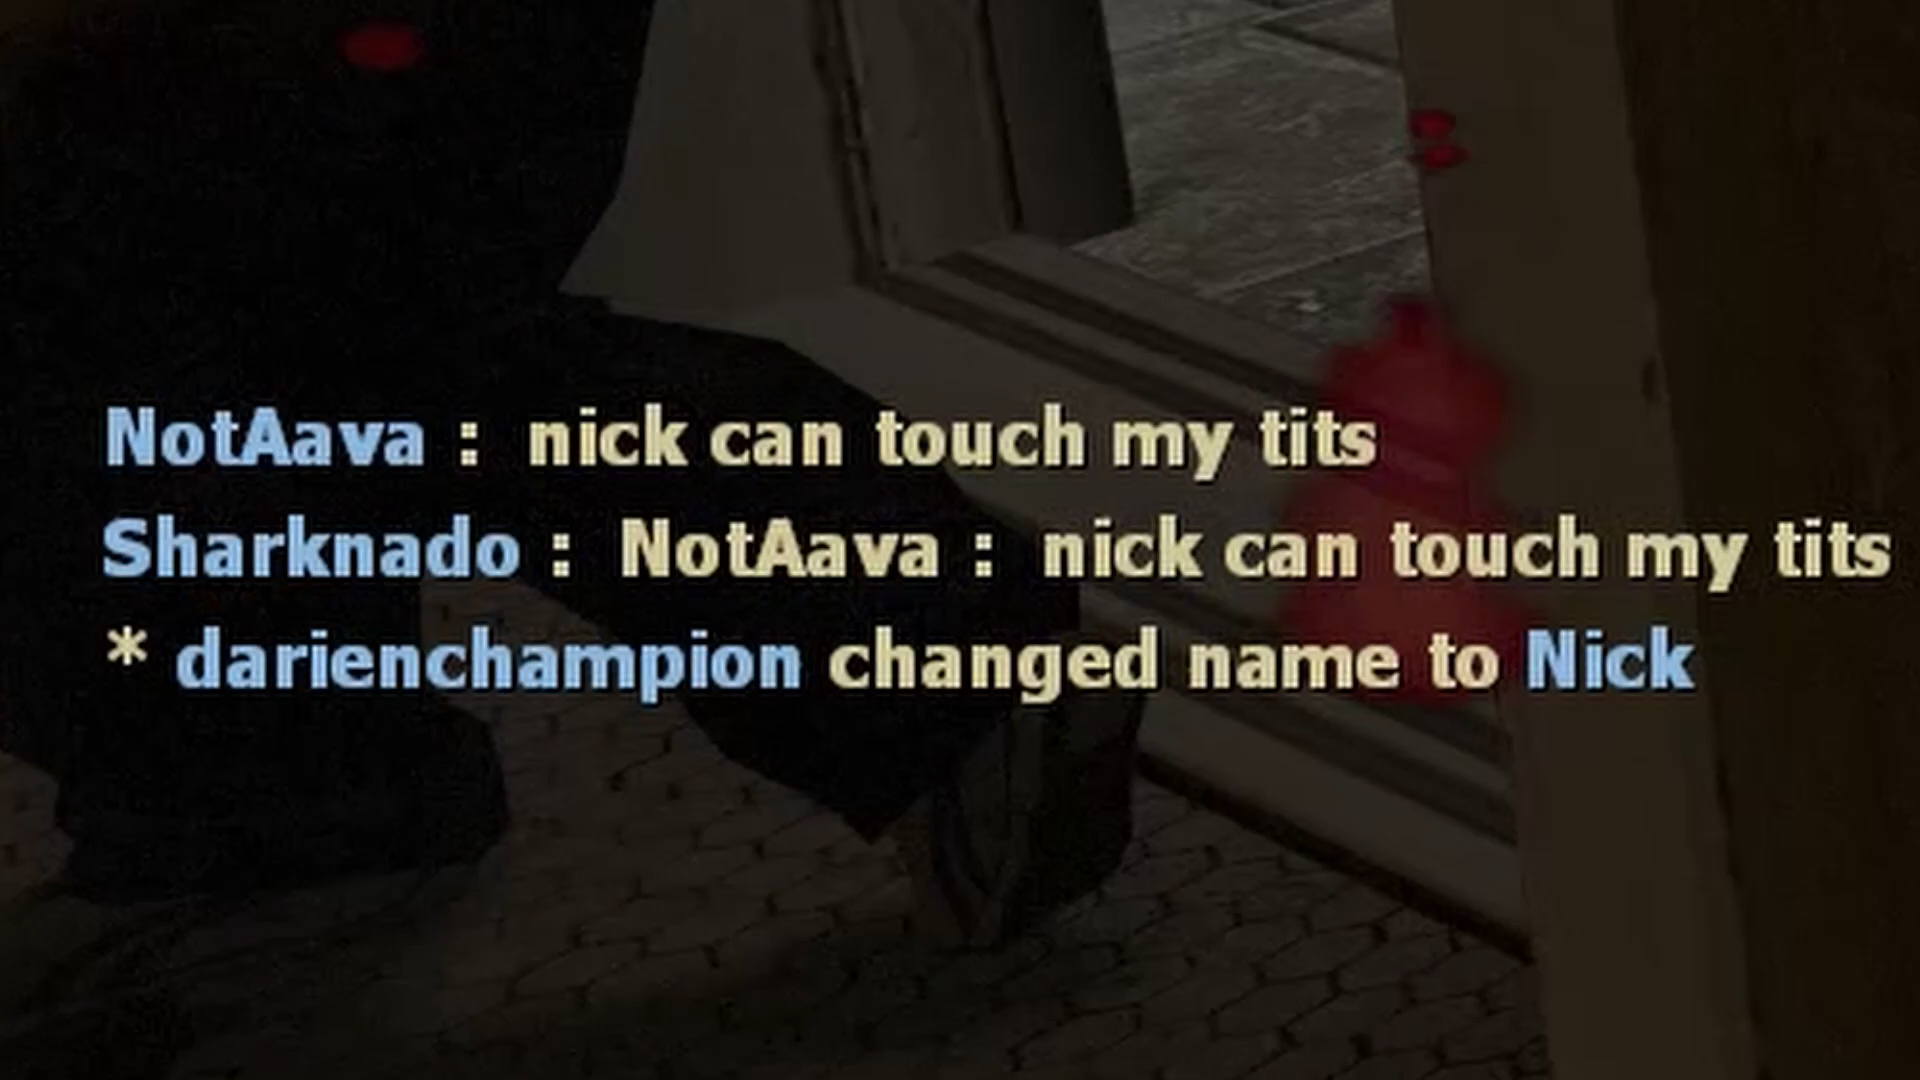 NotAava :  nick can touch my tits
Sharknado :  NotAava :  nick can touch my tits
* darienchampion changed name to Nick